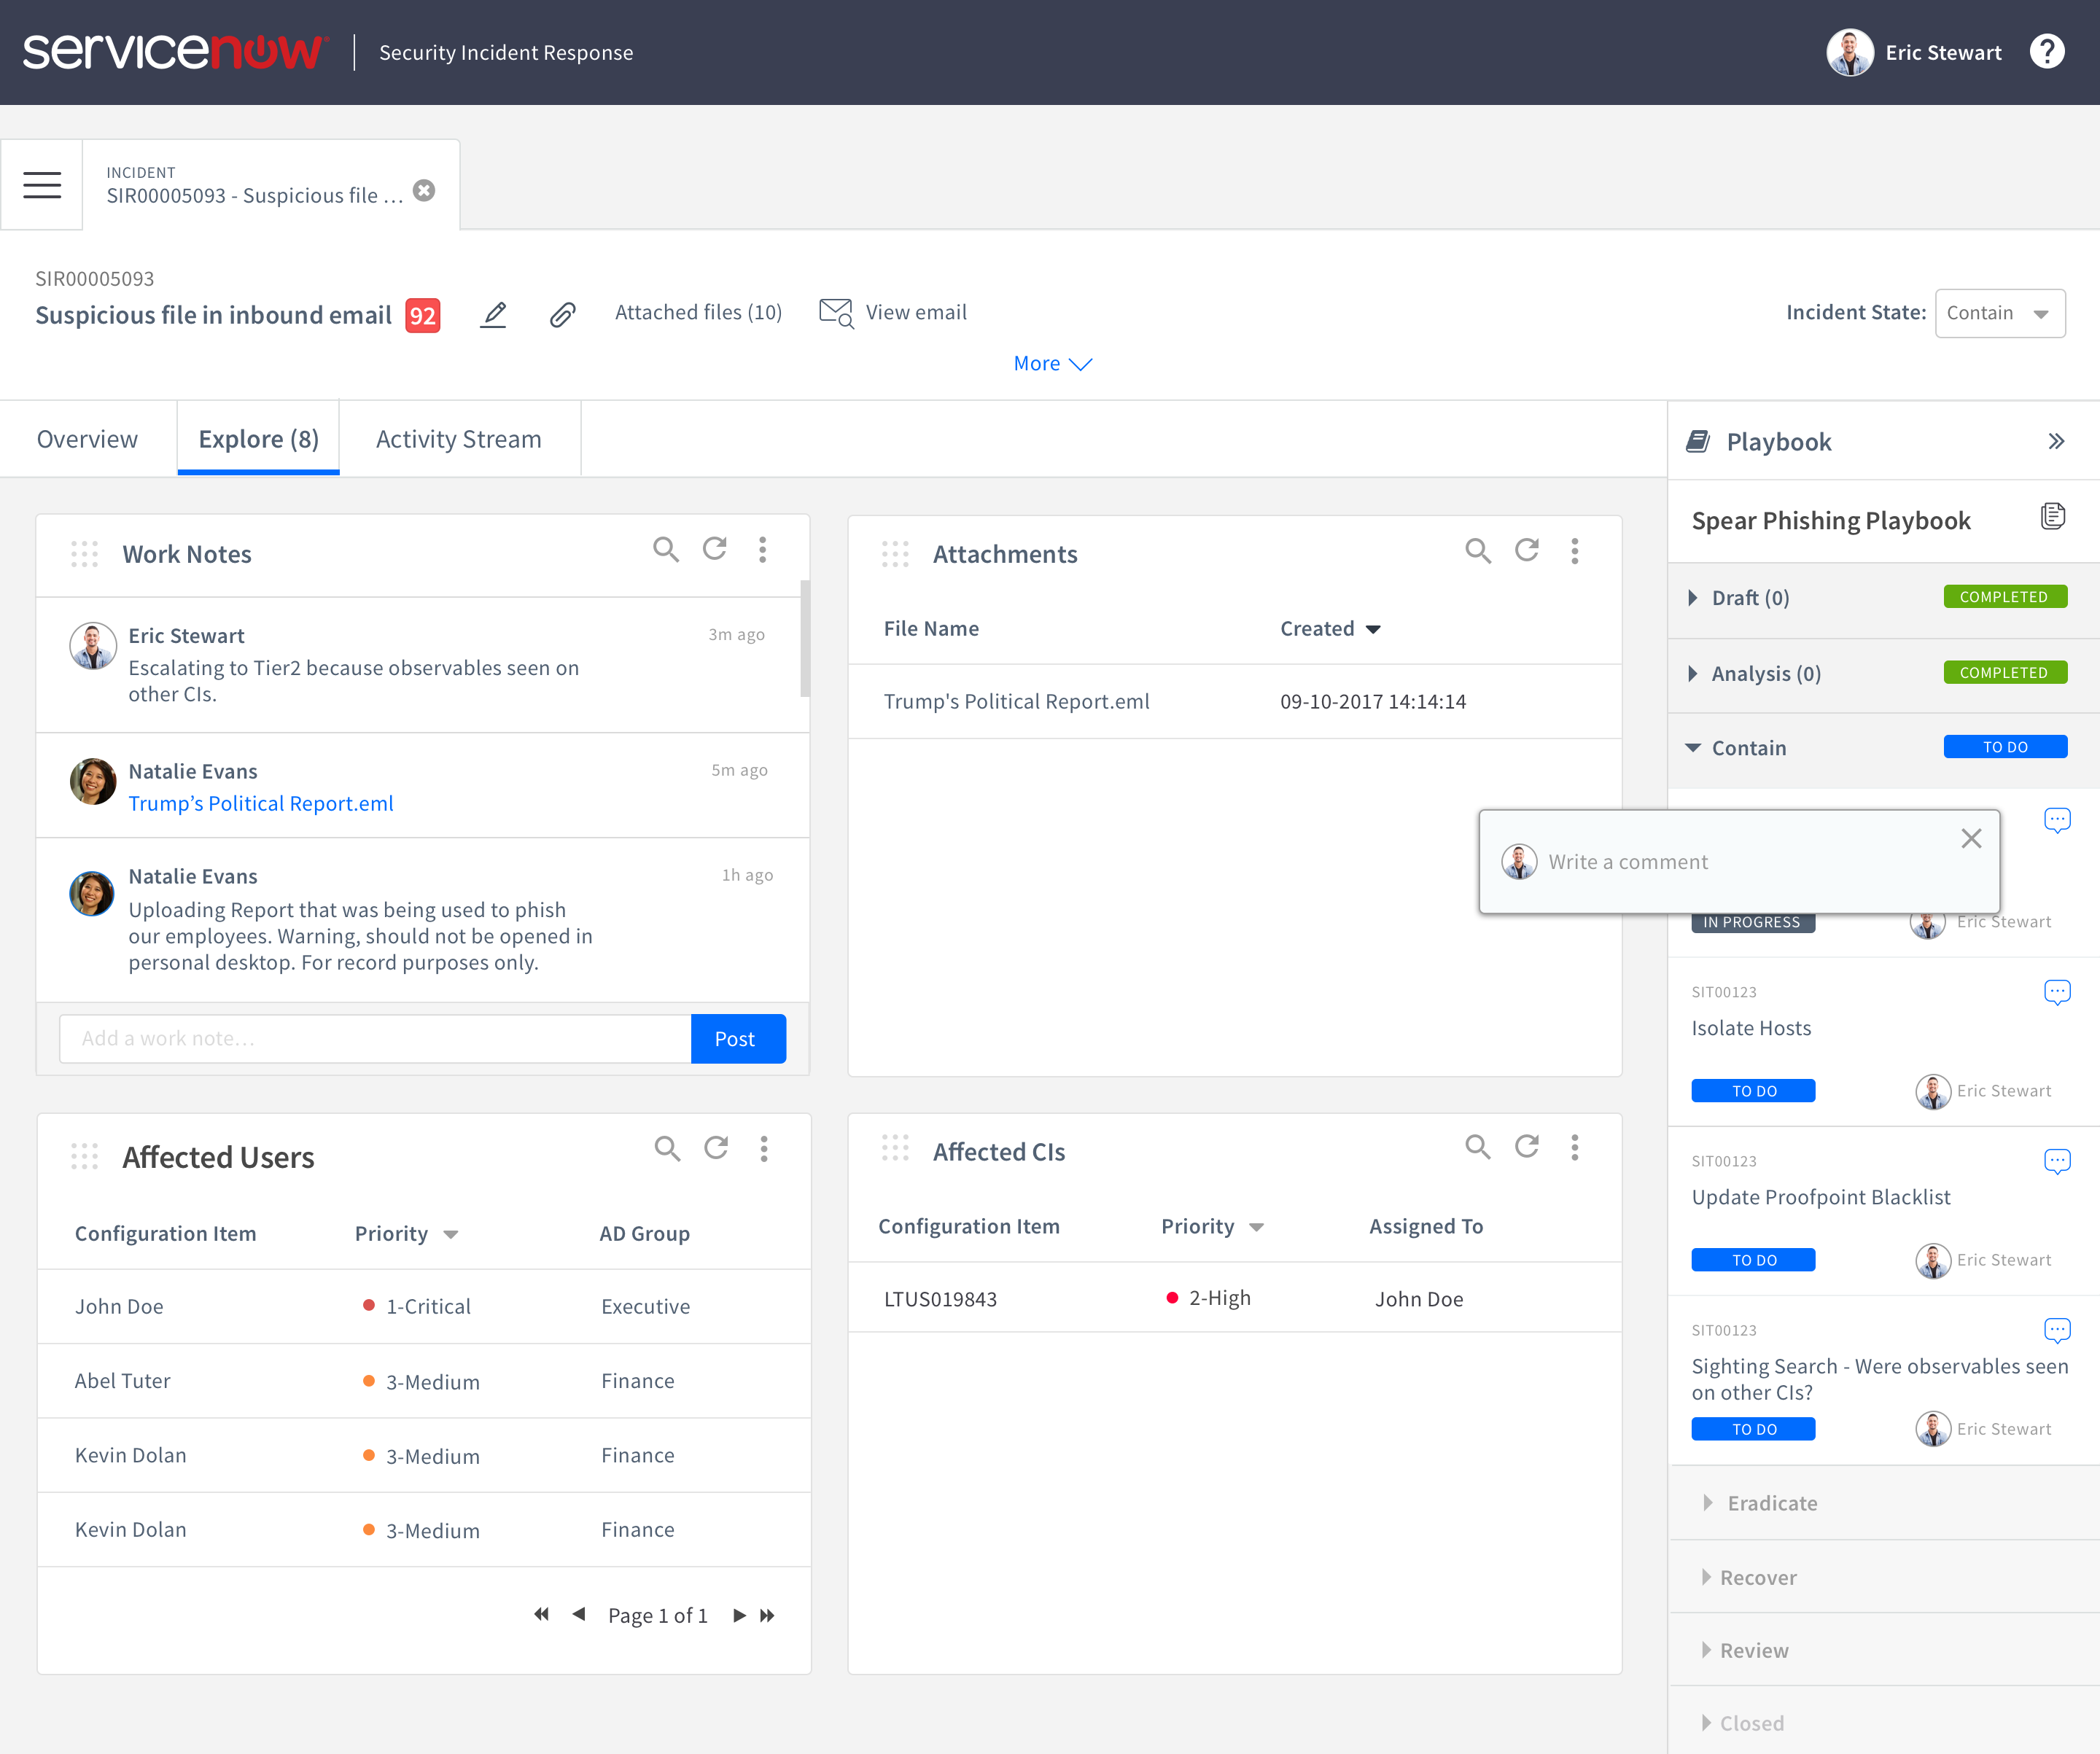 servicenow
Security Incident Response
Eric Stewart
?
INCIDENT
SIR00005093 - Suspicious file ...
SIR00005093
Suspicious file in inbound email 92
Attached files (10)
View email
Incident State: Contain
More
Overview
Explore (8)
Activity Stream
Work Notes
Eric Stewart
3m ago
Escalating to Tier2 because observables seen on
other CIs.
Natalie Evans
5m ago
Trump’s Political Report.eml
Natalie Evans
1h ago
Uploading Report that was being used to phish
our employees. Warning, should not be opened in
personal desktop. For record purposes only.
Add a work note...
Post
Attachments
File Name Created
Trump's Political Report.eml 09-10-2017 14:14:14
Affected Users
Configuration Item Priority AD Group
John Doe 1-Critical Executive
Abel Tuter 3-Medium Finance
Kevin Dolan 3-Medium Finance
Kevin Dolan 3-Medium Finance
Page 1 of 1
Affected CIs
Configuration Item Priority Assigned To
LTUS019843 2-High John Doe
Playbook
Spear Phishing Playbook
Draft (0) COMPLETED
Analysis (0) COMPLETED
Contain TO DO
Write a comment
IN PROGRESS Eric Stewart
SIT00123
Isolate Hosts
TO DO Eric Stewart
SIT00123
Update Proofpoint Blacklist
TO DO Eric Stewart
SIT00123
Sighting Search - Were observables seen
on other CIs?
TO DO Eric Stewart
Eradicate
Recover
Review
Closed